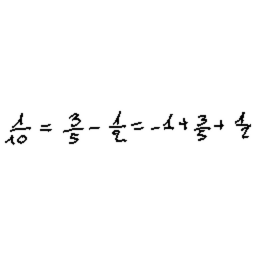 1/10 = 3/5 - 1/2 = -1 + 3/5 + 1/2